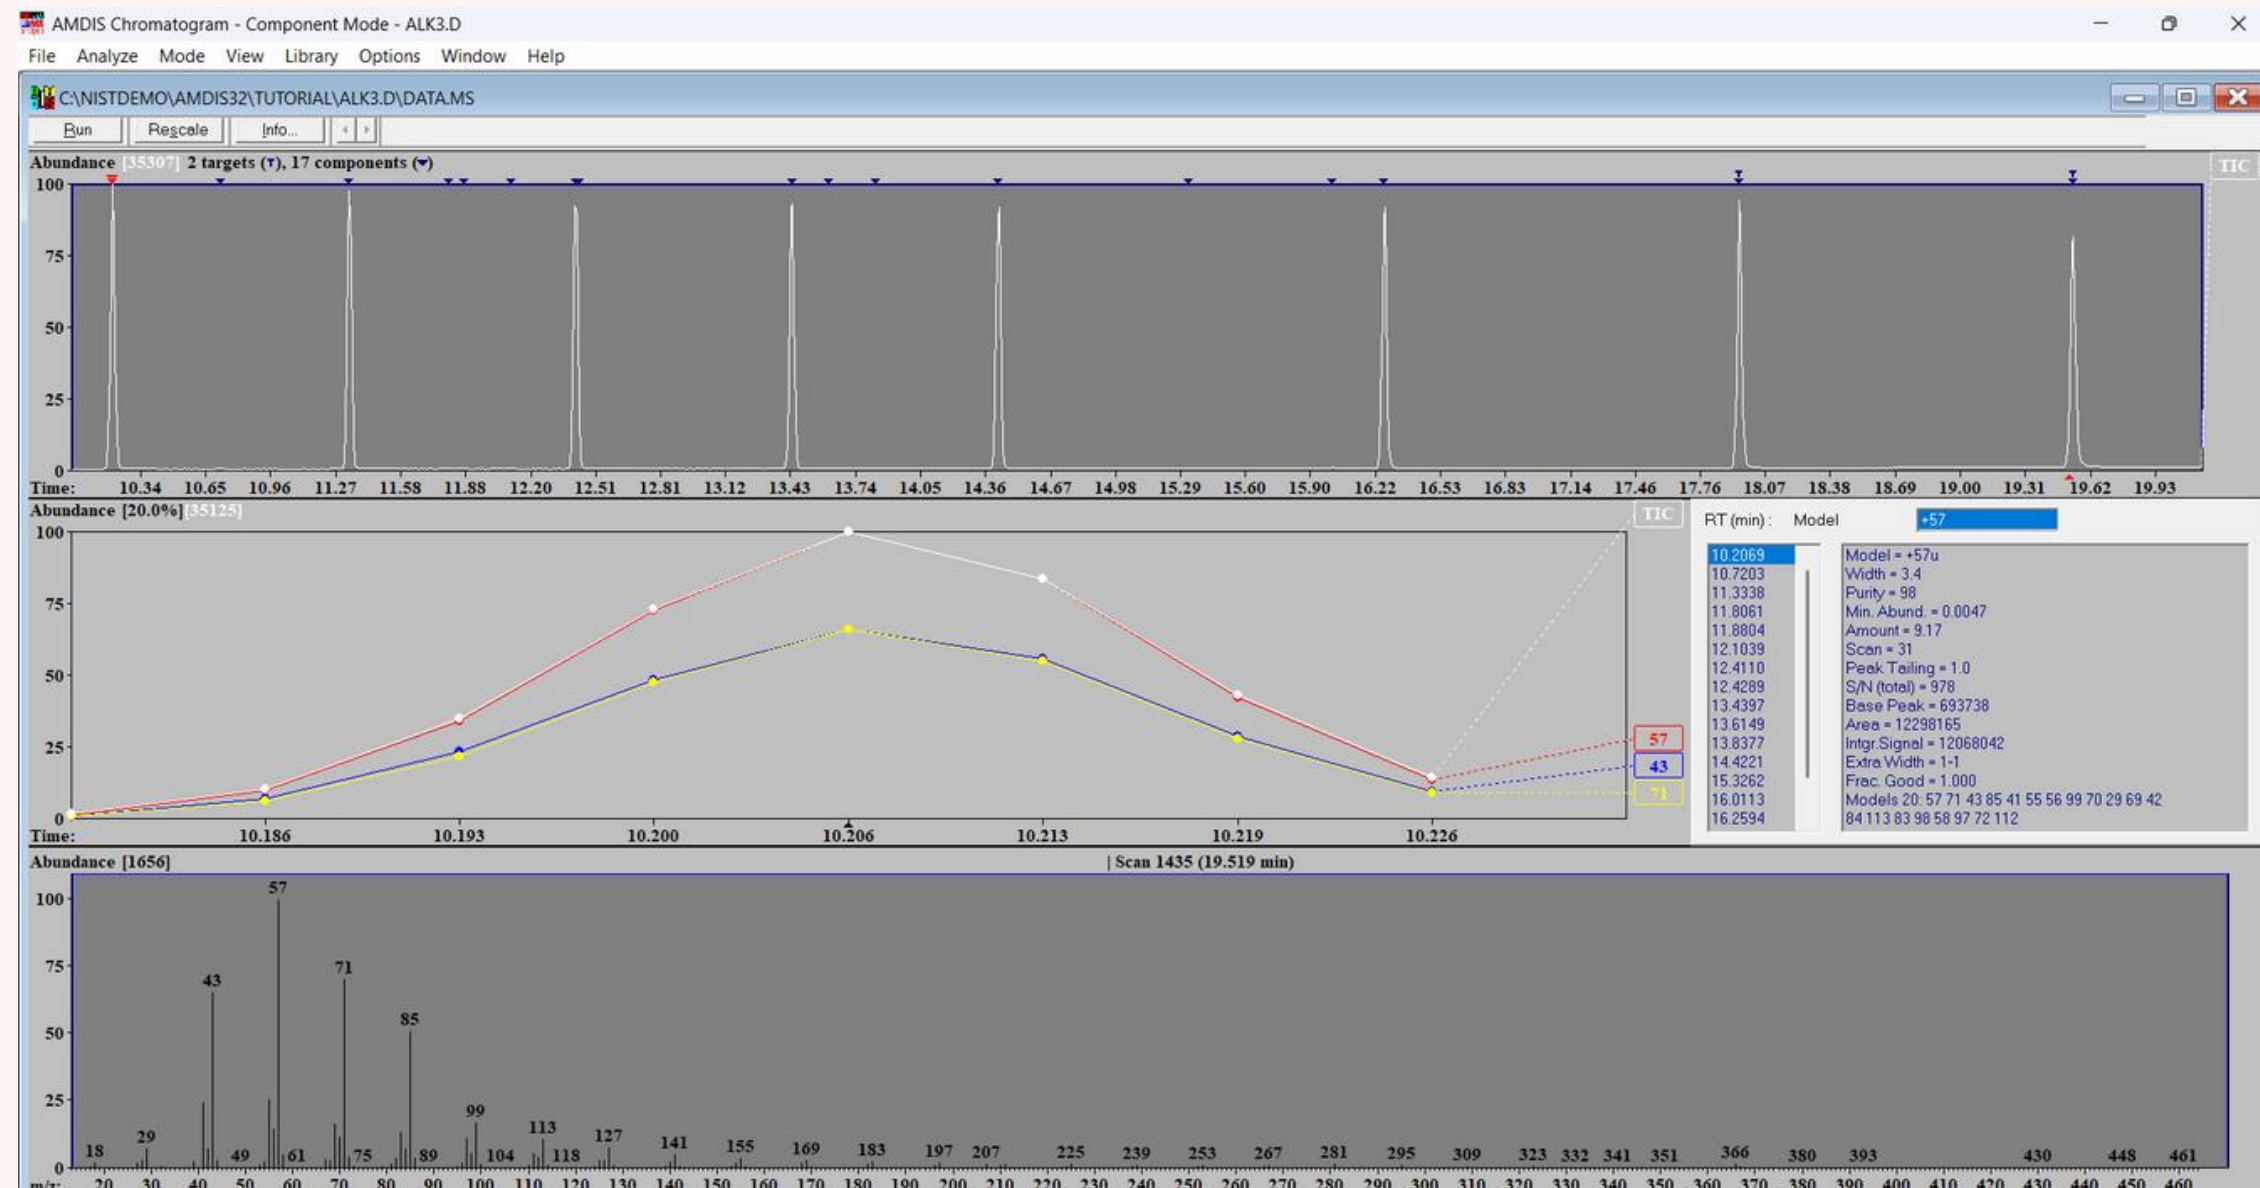 AMDIS Chromatogram - Component Mode - ALK3.D
File Analyze Mode View Library Options Window Help
C:\NISTDEMO\AMDIS32\TUTORIAL\ALK3.D\DATA.MS
Run Rescale Info...
Abundance [35307] 2 targets (T), 17 components (▾) TIC
100
75
50
25
0
Time: 10.34 10.65 10.96 11.27 11.58 11.88 12.20 12.51 12.81 13.12 13.43 13.74 14.05 14.36 14.67 14.98 15.29 15.60 15.90 16.22 16.53 16.83 17.14 17.46 17.76 18.07 18.38 18.69 19.00 19.31 19.62 19.93
Abundance [20.0%] [35125] TIC
100
75
50
25
0
57
43
71
Time: 10.186 10.193 10.200 10.206 10.213 10.219 10.226
RT (min) : Model +57
10.2069
10.7203
11.3338
11.8061
11.8804
12.1039
12.4110
12.4289
13.4397
13.6149
13.8377
14.4221
15.3262
16.0113
16.2594
Model = +57u
Width = 3.4
Purity = 98
Min. Abund. = 0.0047
Amount = 9.17
Scan = 31
Peak Tailing = 1.0
S/N (total) = 978
Base Peak = 693738
Area = 12298165
Intgr.Signal = 12068042
Extra Width = 1-1
Frac. Good = 1.000
Models 20: 57 71 43 85 41 55 56 99 70 29 69 42
84 113 83 98 58 97 72 112
Abundance [1656] | Scan 1435 (19.519 min)
100
75
50
25
0
57
43
71
85
99
113
127
18 29 49 61 75 89 104 118 141 155 169 183 197 207 225 239 253 267 281 295 309 323 332 341 351 366 380 393 430 448 461
m/z: 20 30 40 50 60 70 80 90 100 110 120 130 140 150 160 170 180 190 200 210 220 230 240 250 260 270 280 290 300 310 320 330 340 350 360 370 380 390 400 410 420 430 440 450 460